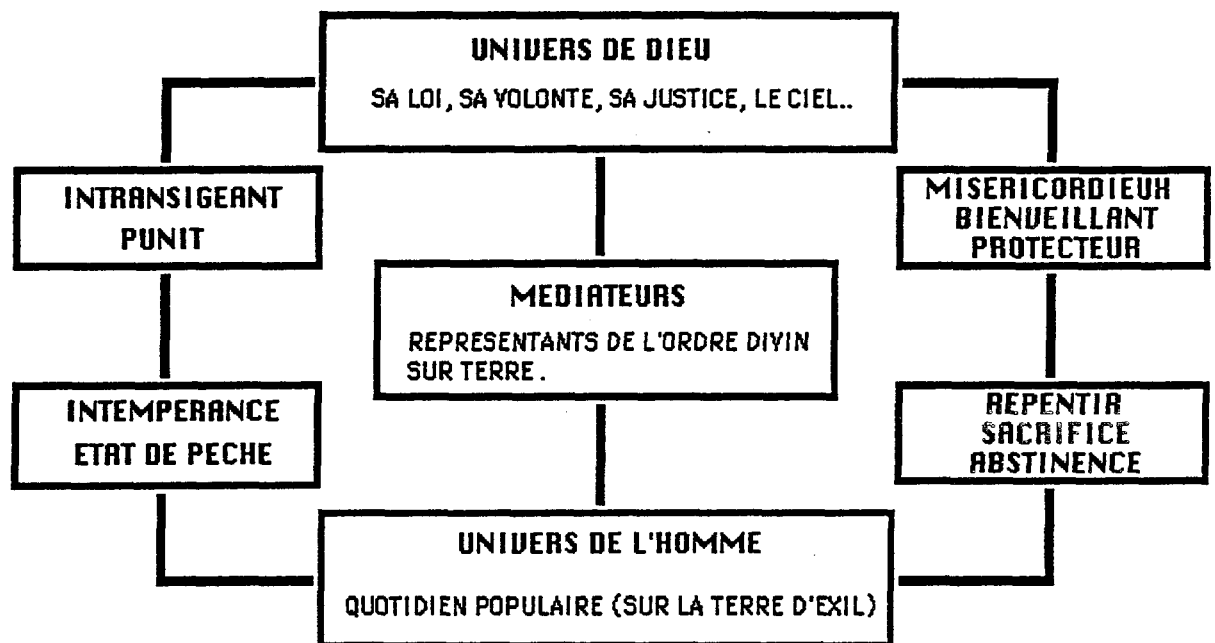 UNIVERS DE DIEU
SA LOI, SA VOLONTE, SA JUSTICE, LE CIEL..
INTRANSIGEANT
PUNIT
MISERICORDIEUX
BIENVEILLANT
PROTECTEUR
MEDIATEURS
REPRESENTANTS DE L'ORDRE DIVIN
SUR TERRE.
INTEMPERANCE
ETAT DE PECHE
REPENTIR
SACRIFICE
ABSTINENCE
UNIVERS DE L'HOMME
QUOTIDIEN POPULAIRE (SUR LA TERRE D'EXIL)